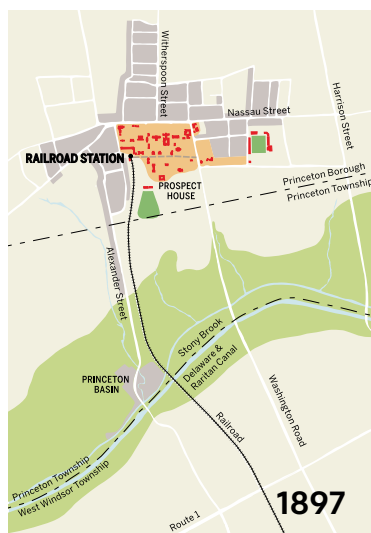 Witherspoon Street
Harrison Street
Nassau Street
RAILROAD STATION
PROSPECT
HOUSE
Princeton Borough
Princeton Township
Alexander Street
Stony Brook
Delaware &
Raritan Canal
PRINCETON
BASIN
Washington Road
Railroad
Princeton Township
West Windsor Township
1897
Route 1